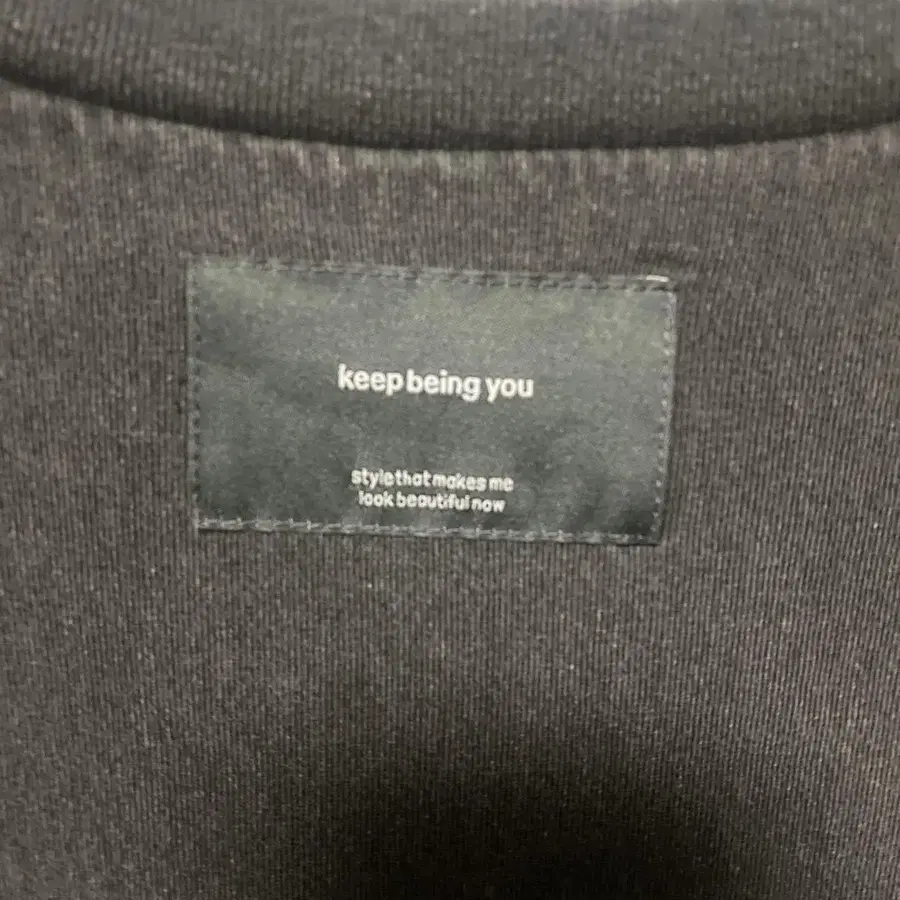 keep being you
style that makes me
look beautiful now